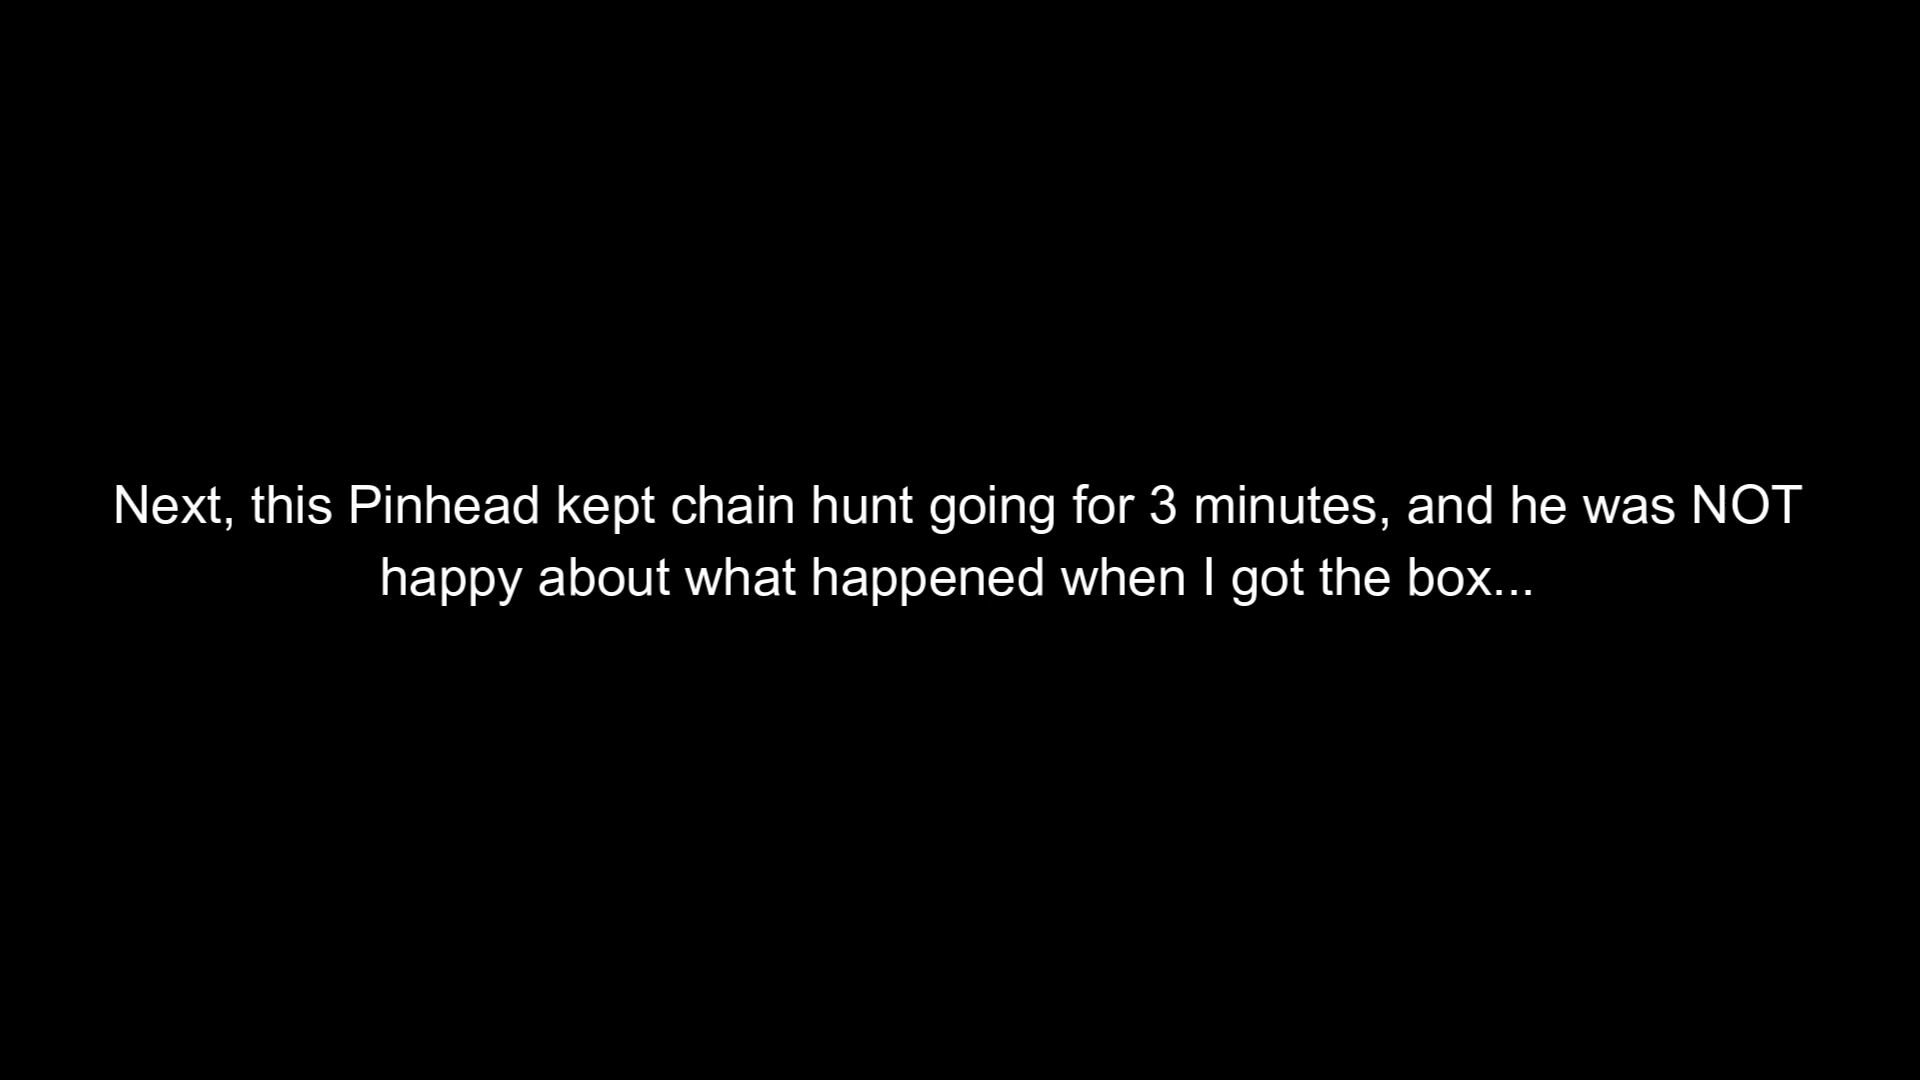 Next, this Pinhead kept chain hunt going for 3 minutes, and he was NOT
happy about what happened when I got the box...